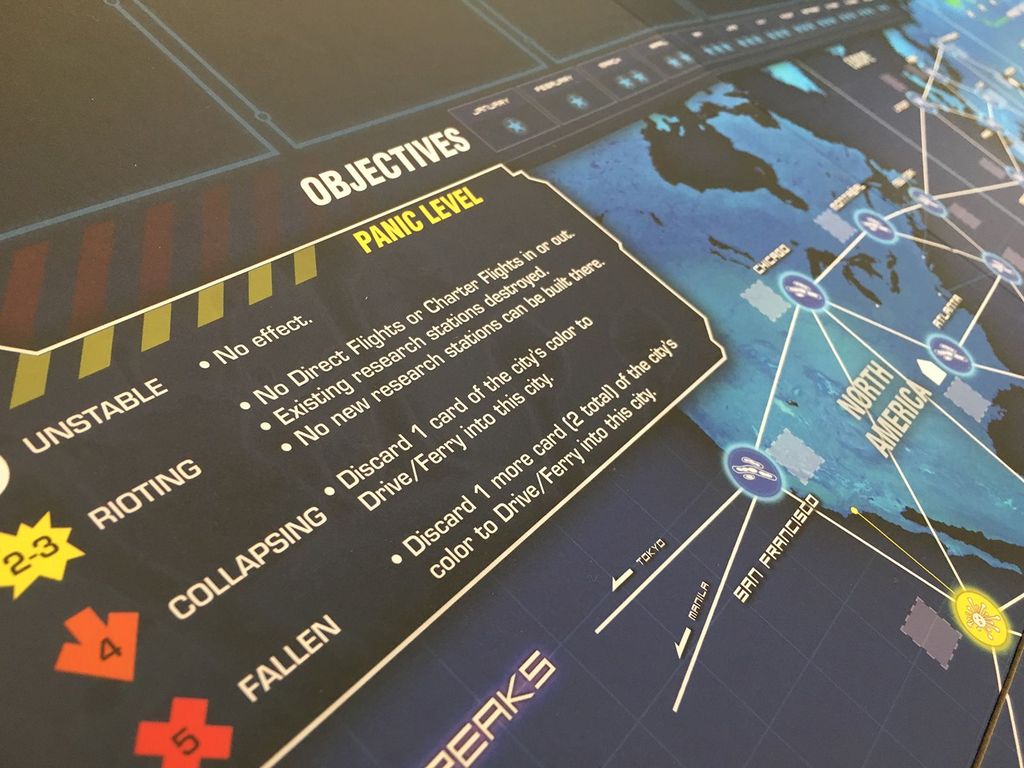 JANUARY
FEBRUARY
MARCH
APRIL
OBJECTIVES
PANIC LEVEL
UNSTABLE
• No effect.
2-3
RIOTING
• No Direct Flights or Charter Flights in or out.
• Existing research stations destroyed.
• No new research stations can be built there.
4
COLLAPSING
• Discard 1 card of the city's color to
Drive/Ferry into this city.
5
FALLEN
• Discard 1 more card (2 total) of the city's
color to Drive/Ferry into this city.
CHICAGO
ATLANTA
NORTH
AMERICA
SAN FRANCISCO
TOKYO
MANILA
REAKS